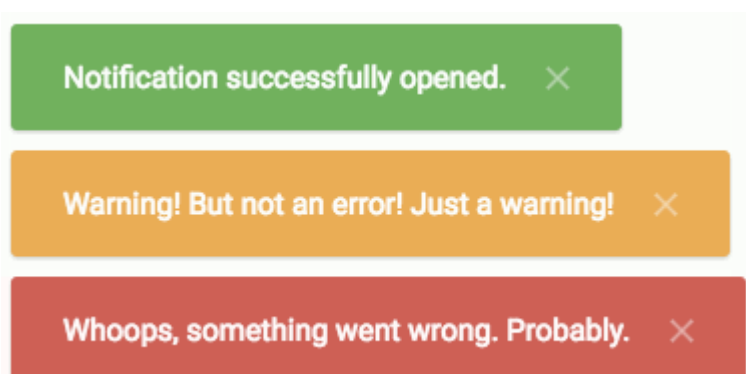 Notification successfully opened.
Warning! But not an error! Just a warning!
Whoops, something went wrong. Probably.